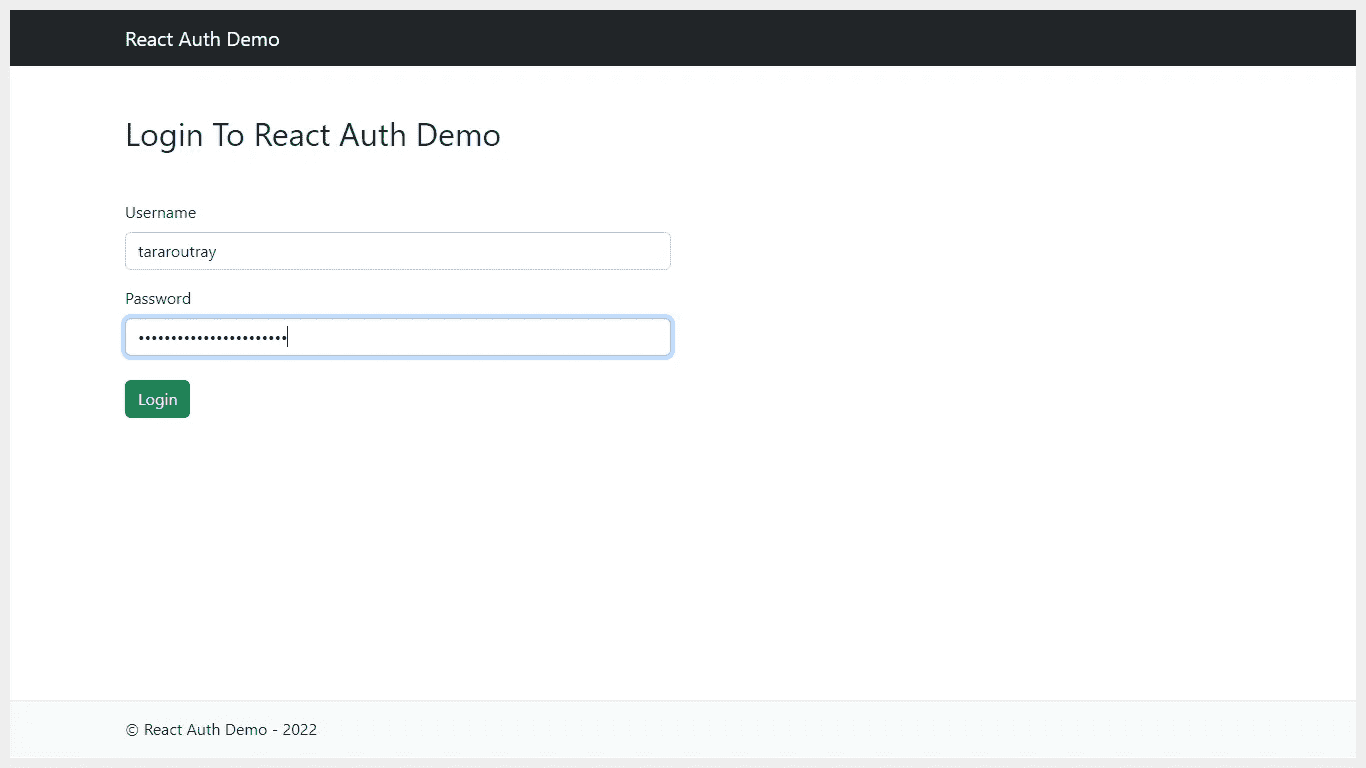 React Auth Demo
Login To React Auth Demo
Username
tararoutray
Password
•••••••••••••••••••••••
Login
© React Auth Demo - 2022